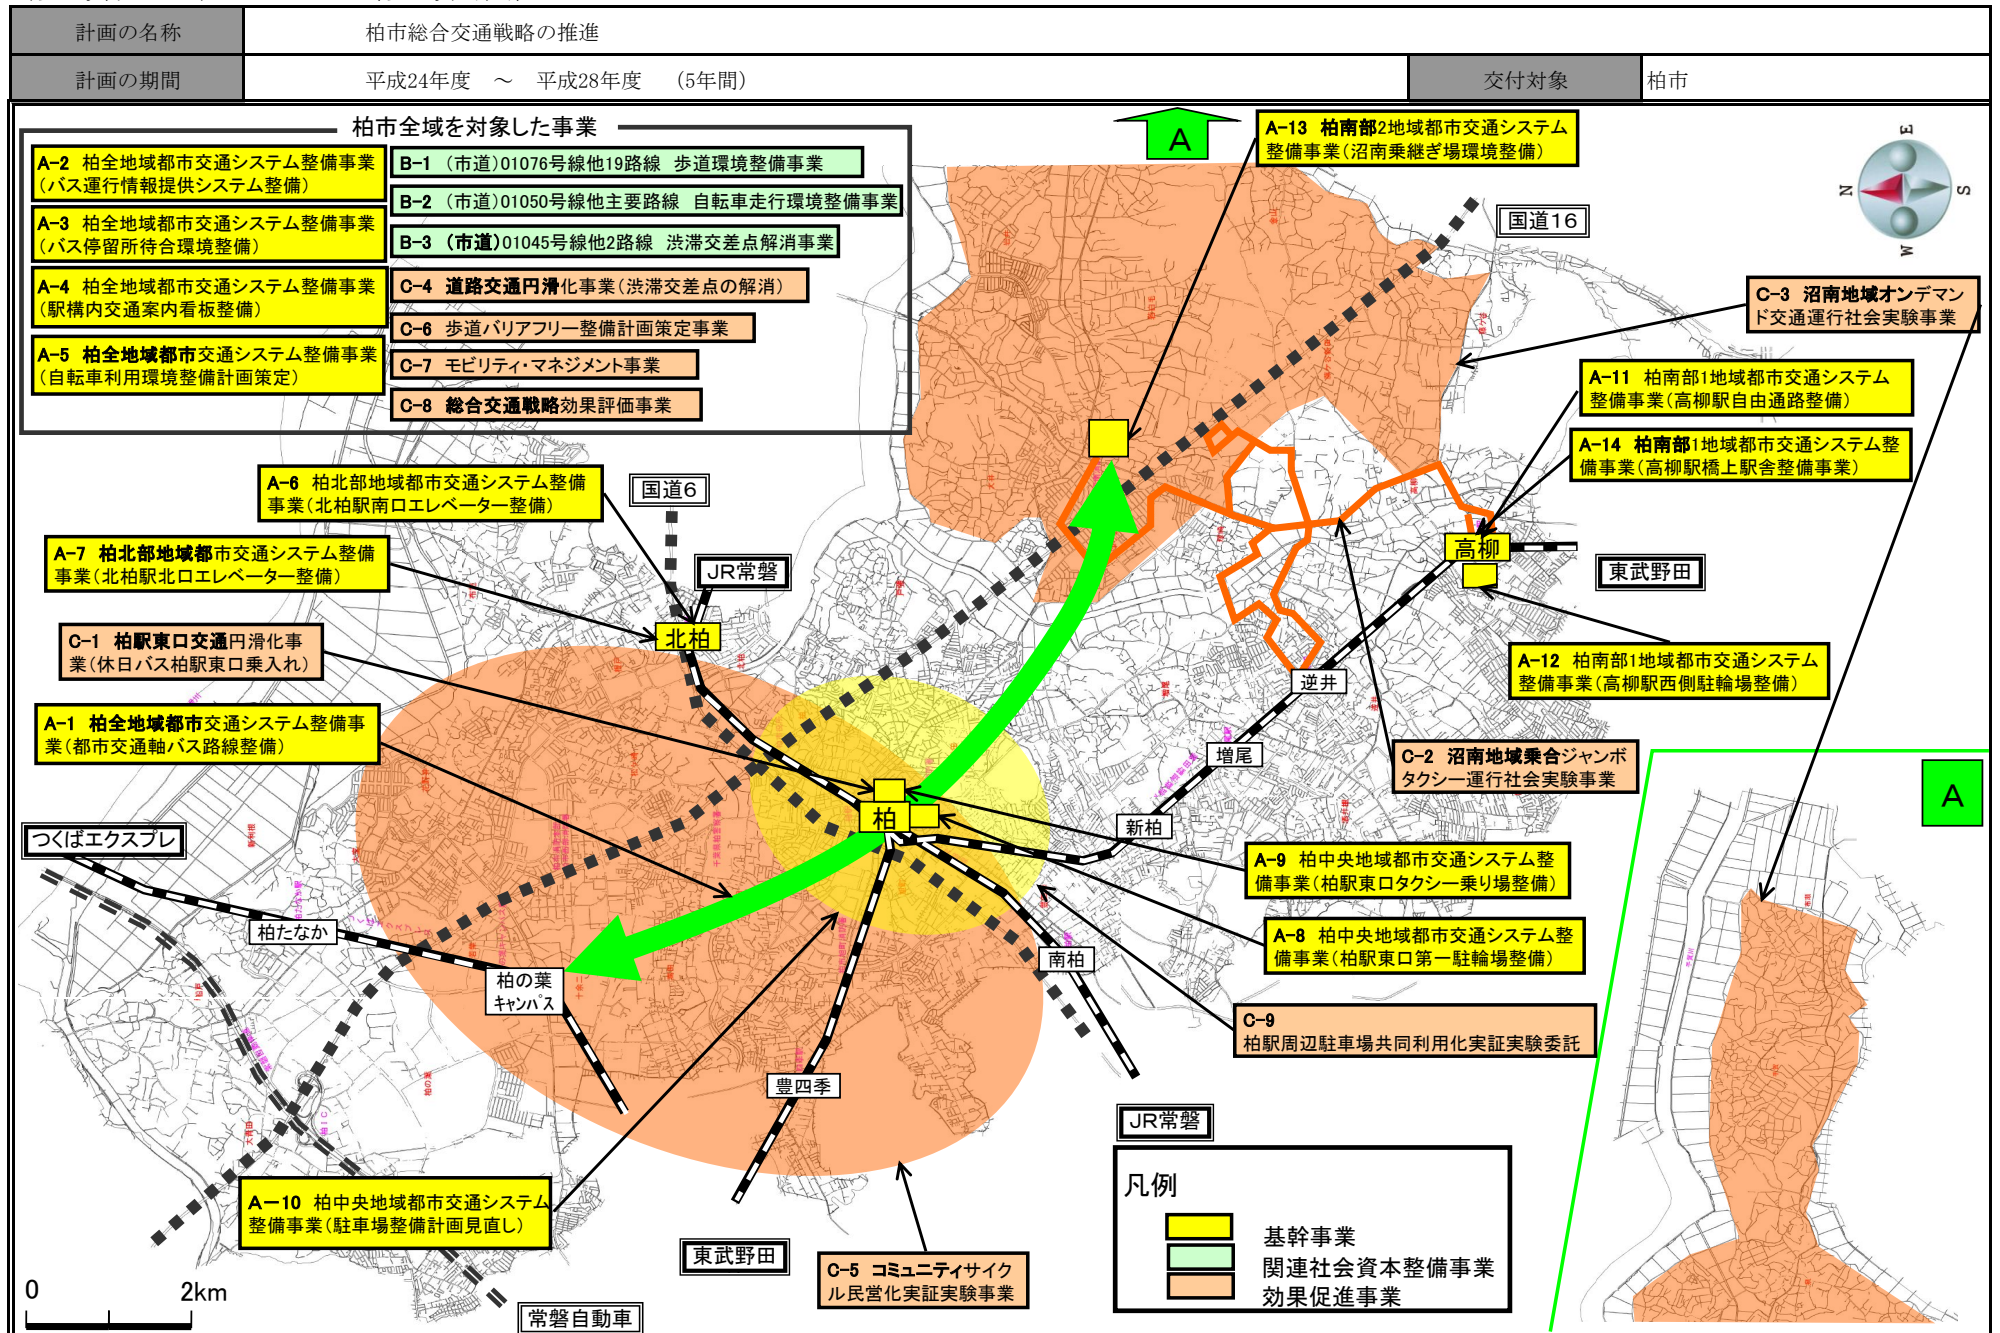 計画の名称
柏市総合交通戦略の推進
計画の期間
平成24年度 ～ 平成28年度 （5年間）
交付対象
柏市
柏市全域を対象した事業
A-2 柏全地域都市交通システム整備事業
（バス運行情報提供システム整備）
A-3 柏全地域都市交通システム整備事業
（バス停留所待合環境整備）
A-4 柏全地域都市交通システム整備事業
（駅構内交通案内看板整備）
A-5 柏全地域都市交通システム整備事業
（自転車利用環境整備計画策定）
B-1 （市道）01076号線他19路線 歩道環境整備事業
B-2 （市道）01050号線他主要路線 自転車走行環境整備事業
B-3 （市道）01045号線他2路線 渋滞交差点解消事業
C-4 道路交通円滑化事業（渋滞交差点の解消）
C-6 歩道バリアフリー整備計画策定事業
C-7 モビリティ・マネジメント事業
C-8 総合交通戦略効果評価事業
A
A-13 柏南部2地域都市交通システム
整備事業（沼南乗継ぎ場環境整備）
E
N
S
W
国道16
C-3 沼南地域オンデマン
ド交通運行社会実験事業
A-11 柏南部1地域都市交通システム
整備事業（高柳駅自由通路整備）
A-14 柏南部1地域都市交通システム整
備事業（高柳駅橋上駅舎整備事業）
A-6 柏北部地域都市交通システム整備
事業（北柏駅南口エレベーター整備）
国道6
A-7 柏北部地域都市交通システム整備
事業（北柏駅北口エレベーター整備）
JR常磐
高柳
東武野田
C-1 柏駅東口交通円滑化事
業（休日バス柏駅東口乗入れ）
北柏
A-12 柏南部1地域都市交通システム
整備事業（高柳駅西側駐輪場整備）
逆井
A-1 柏全地域都市交通システム整備事
業（都市交通軸バス路線整備）
増尾
C-2 沼南地域乗合ジャンボ
タクシー運行社会実験事業
A
柏
新柏
つくばエクスプレ
A-9 柏中央地域都市交通システム整
備事業（柏駅東口タクシー乗り場整備）
柏たなか
A-8 柏中央地域都市交通システム整
備事業（柏駅東口第一駐輪場整備）
南柏
柏の葉
キャンパス
C-9
柏駅周辺駐車場共同利用化実証実験委託
豊四季
JR常磐
A－10 柏中央地域都市交通システム
整備事業（駐車場整備計画見直し）
東武野田
C-5 コミュニティサイク
ル民営化実証実験事業
凡例
基幹事業
関連社会資本整備事業
効果促進事業
0
2km
常磐自動車